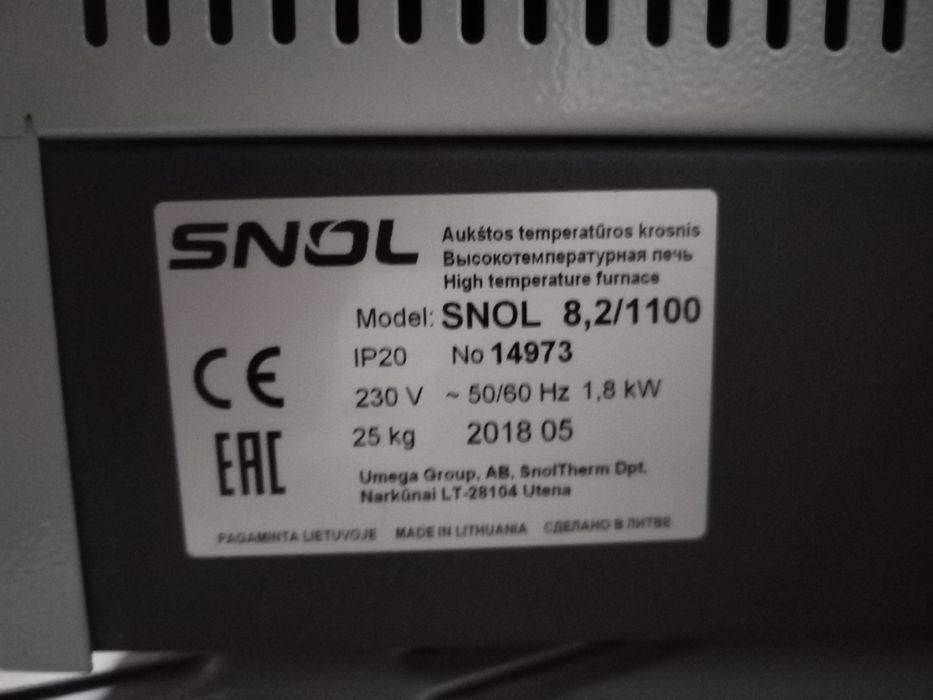 SNOL
Aukštos temperatūros krosnis
Высокотемпературная печь
High temperature furnace
Model: SNOL 8,2/1100
IP20 No 14973
CE
230 V ~ 50/60 Hz 1,8 kW
25 kg 2018 05
EAC
Umega Group, AB, SnolTherm Dpt.
Narkūnai LT-28104 Utena
PAGAMINTA LIETUVOJE MADE IN LITHUANIA СДЕЛАНО В ЛИТВЕ